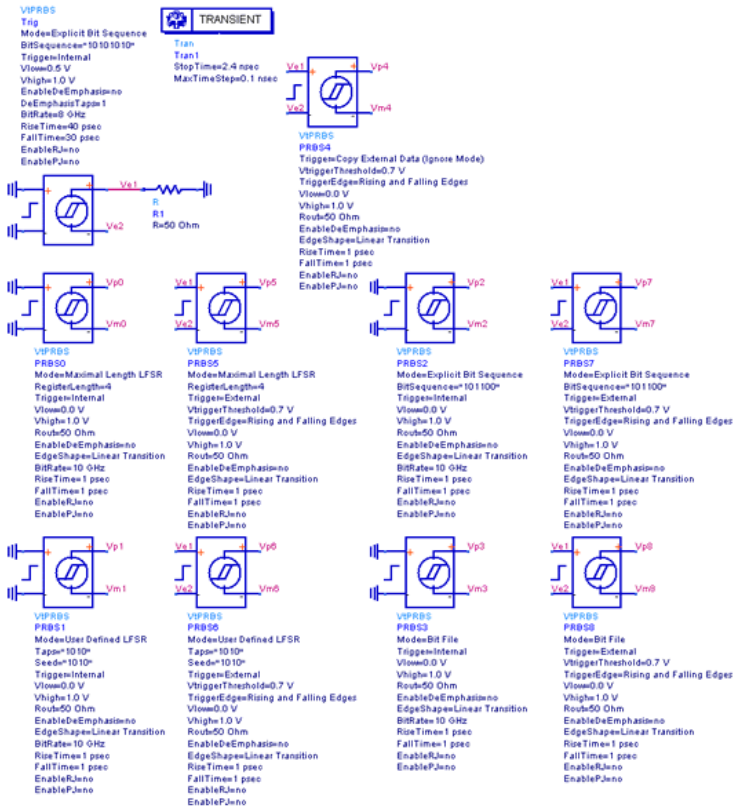 VtPRBS
Trig
Mode=Explicit Bit Sequence
BitSequence="10101010"
Trigger=Internal
Vlow=0.5 V
Vhigh=1.0 V
EnableDeEmphasis=no
DeEmphasisTaps=1
BitRate=8 GHz
RiseTime=40 psec
FallTime=30 psec
EnableRJ=no
EnablePJ=no
TRANSIENT
Tran
Tran1
StopTime=2.4 nsec
MaxTimeStep=0.1 nsec
Ve1
Ve2
R
R1
R=50 Ohm
Ve1
Vp4
Ve2
Vm4
VtPRBS
PRBS4
Trigger=Copy External Data (Ignore Mode)
VtriggerThreshold=0.7 V
TriggerEdge=Rising and Falling Edges
Vlow=0.0 V
Vhigh=1.0 V
Rout=50 Ohm
EnableDeEmphasis=no
EdgeShape=Linear Transition
RiseTime=1 psec
FallTime=1 psec
EnableRJ=no
EnablePJ=no
Vp0
Vm0
VtPRBS
PRBS0
Mode=Maximal Length LFSR
RegisterLength=4
Trigger=Internal
Vlow=0.0 V
Vhigh=1.0 V
Rout=50 Ohm
EnableDeEmphasis=no
EdgeShape=Linear Transition
BitRate=10 GHz
RiseTime=1 psec
FallTime=1 psec
EnableRJ=no
EnablePJ=no
Ve1
Vp5
Ve2
Vm5
VtPRBS
PRBS5
Mode=Maximal Length LFSR
RegisterLength=4
Trigger=External
VtriggerThreshold=0.7 V
TriggerEdge=Rising and Falling Edges
Vlow=0.0 V
Vhigh=1.0 V
Rout=50 Ohm
EnableDeEmphasis=no
EdgeShape=Linear Transition
RiseTime=1 psec
FallTime=1 psec
EnableRJ=no
EnablePJ=no
Vp2
Vm2
VtPRBS
PRBS2
Mode=Explicit Bit Sequence
BitSequence="101100"
Trigger=Internal
Vlow=0.0 V
Vhigh=1.0 V
Rout=50 Ohm
EnableDeEmphasis=no
EdgeShape=Linear Transition
BitRate=10 GHz
RiseTime=1 psec
FallTime=1 psec
EnableRJ=no
EnablePJ=no
Ve1
Vp7
Ve2
Vm7
VtPRBS
PRBS7
Mode=Explicit Bit Sequence
BitSequence="101100"
Trigger=External
VtriggerThreshold=0.7 V
TriggerEdge=Rising and Falling Edges
Vlow=0.0 V
Vhigh=1.0 V
Rout=50 Ohm
EnableDeEmphasis=no
EdgeShape=Linear Transition
RiseTime=1 psec
FallTime=1 psec
EnableRJ=no
EnablePJ=no
Vp1
Vm1
VtPRBS
PRBS1
Mode=User Defined LFSR
Taps="1010"
Seed="1010"
Trigger=Internal
Vlow=0.0 V
Vhigh=1.0 V
Rout=50 Ohm
EnableDeEmphasis=no
EdgeShape=Linear Transition
BitRate=10 GHz
RiseTime=1 psec
FallTime=1 psec
EnableRJ=no
EnablePJ=no
Ve1
Vp6
Ve2
Vm6
VtPRBS
PRBS6
Mode=User Defined LFSR
Taps="1010"
Seed="1010"
Trigger=External
VtriggerThreshold=0.7 V
TriggerEdge=Rising and Falling Edges
Vlow=0.0 V
Vhigh=1.0 V
Rout=50 Ohm
EnableDeEmphasis=no
EdgeShape=Linear Transition
RiseTime=1 psec
FallTime=1 psec
EnableRJ=no
EnablePJ=no
Vp3
Vm3
VtPRBS
PRBS3
Mode=Bit File
Trigger=Internal
Vlow=0.0 V
Vhigh=1.0 V
Rout=50 Ohm
EnableDeEmphasis=no
EdgeShape=Linear Transition
BitRate=10 GHz
RiseTime=1 psec
FallTime=1 psec
EnableRJ=no
EnablePJ=no
Ve1
Vp8
Ve2
Vm8
VtPRBS
PRBS8
Mode=Bit File
Trigger=External
VtriggerThreshold=0.7 V
TriggerEdge=Rising and Falling Edges
Vlow=0.0 V
Vhigh=1.0 V
Rout=50 Ohm
EnableDeEmphasis=no
EdgeShape=Linear Transition
RiseTime=1 psec
FallTime=1 psec
EnableRJ=no
EnablePJ=no